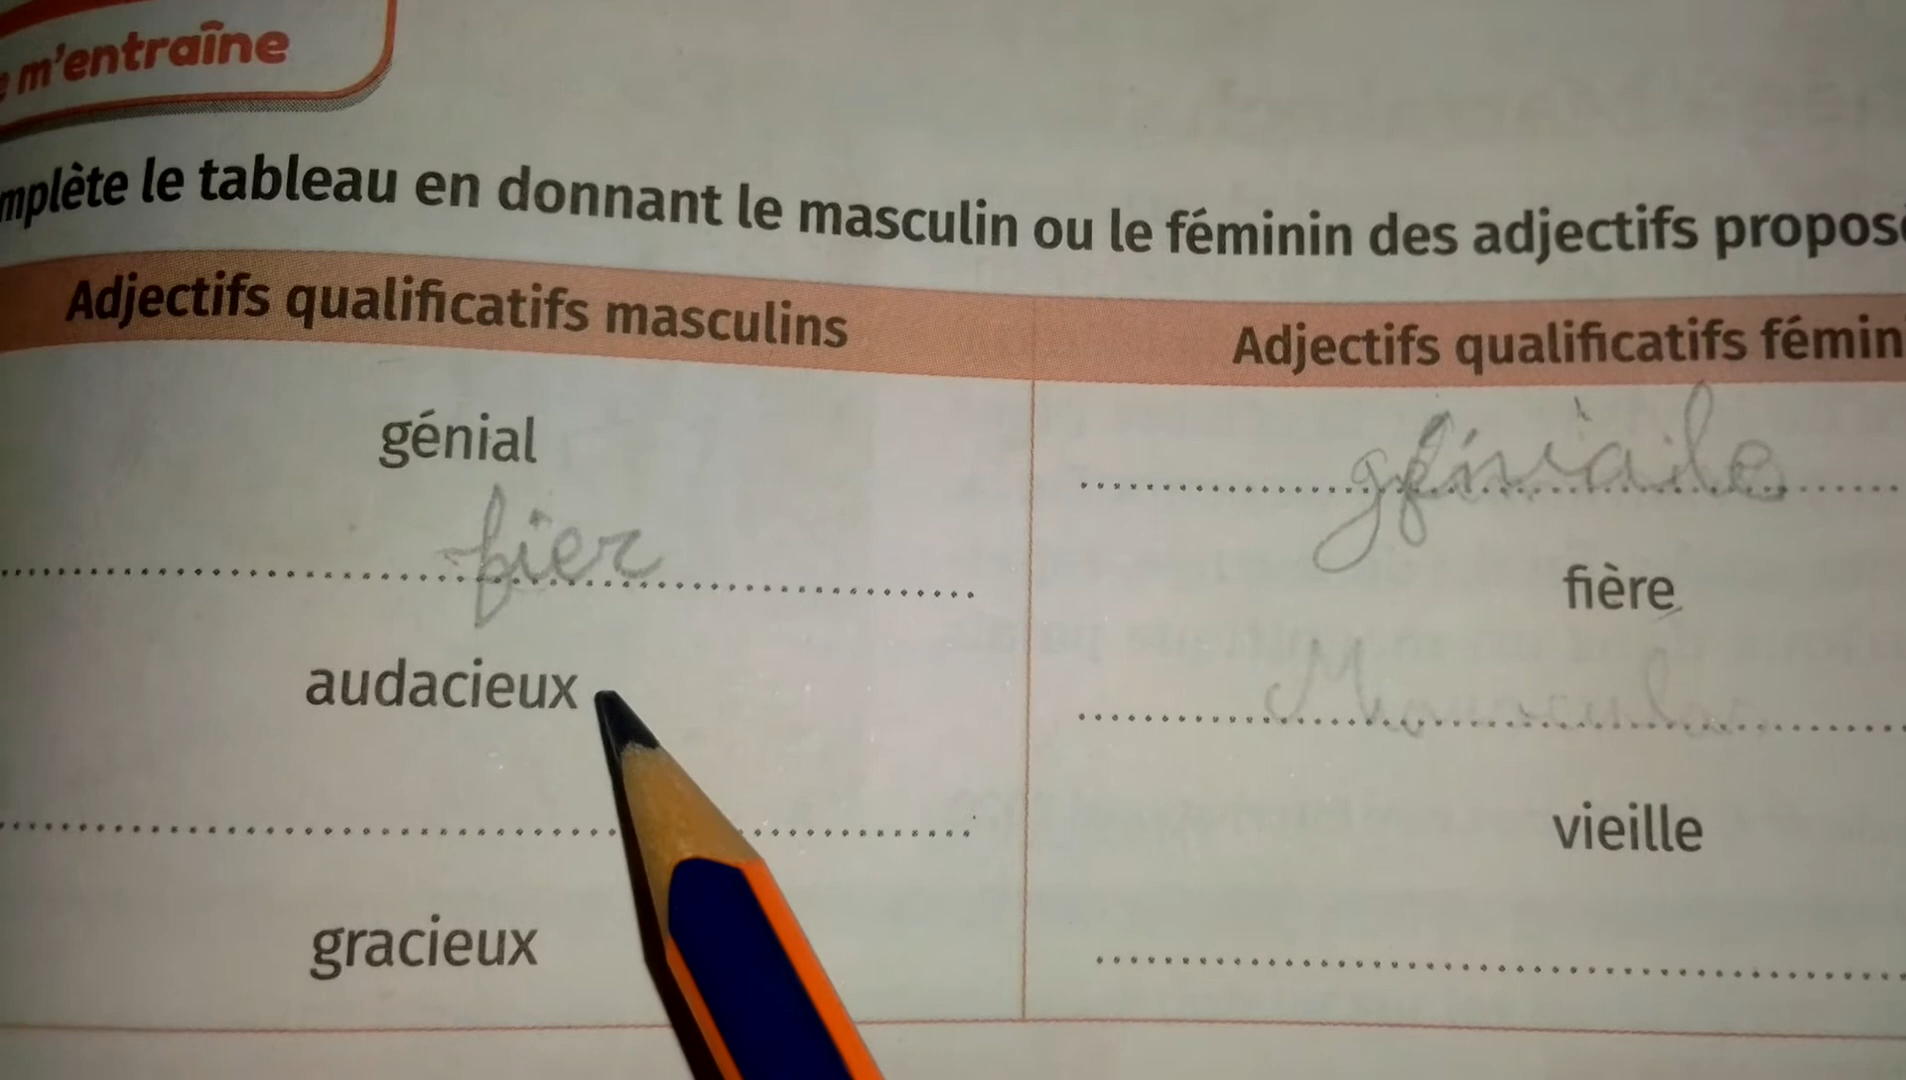 m'entraîne
mplète le tableau en donnant le masculin ou le féminin des adjectifs propos
Adjectifs qualificatifs masculins
Adjectifs qualificatifs fémin
génial
géniale
fier
fière
audacieux
vieille
gracieux